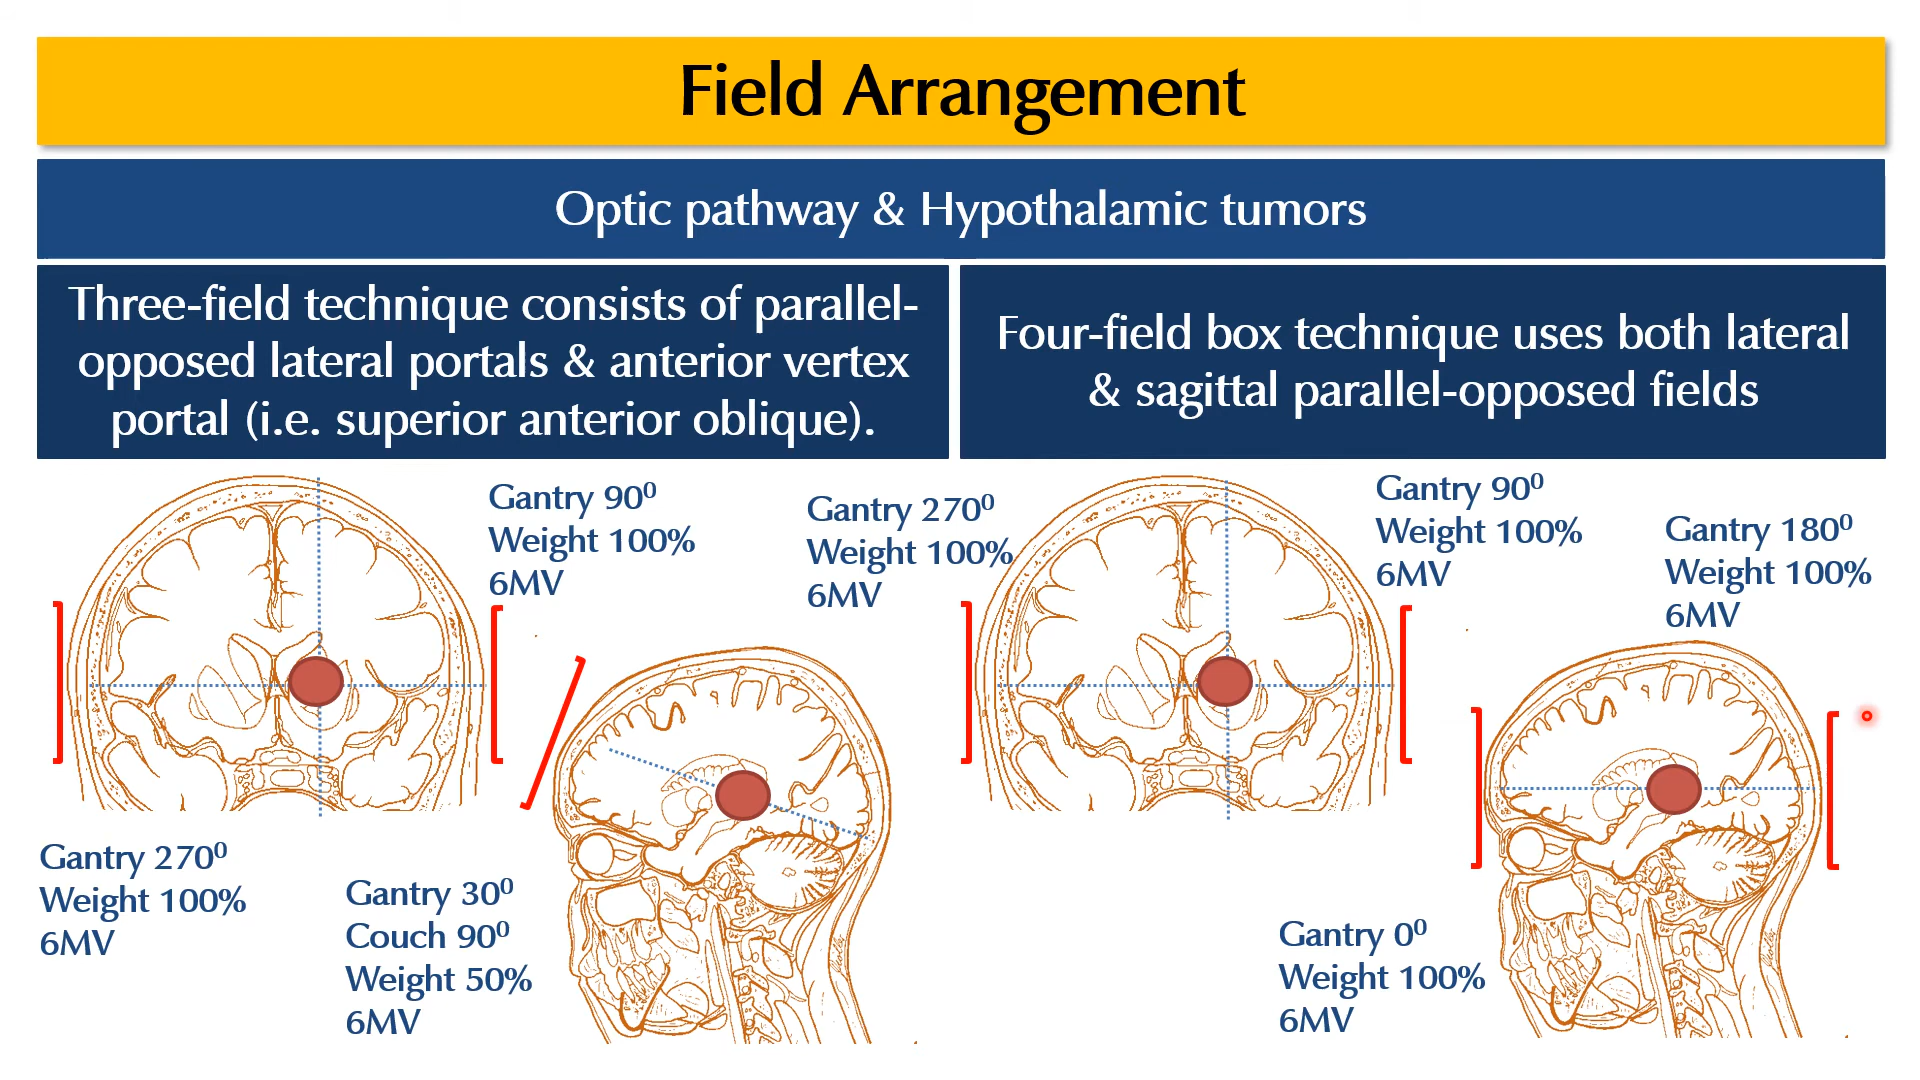 Field Arrangement
Optic pathway & Hypothalamic tumors
Three-field technique consists of parallel-
opposed lateral portals & anterior vertex
portal (i.e. superior anterior oblique).
Four-field box technique uses both lateral
& sagittal parallel-opposed fields
Gantry 90⁰
Weight 100%
6MV
Gantry 270⁰
Weight 100%
6MV
Gantry 90⁰
Weight 100%
6MV
Gantry 180⁰
Weight 100%
6MV
Gantry 270⁰
Weight 100%
6MV
Gantry 30⁰
Couch 90⁰
Weight 50%
6MV
Gantry 0⁰
Weight 100%
6MV